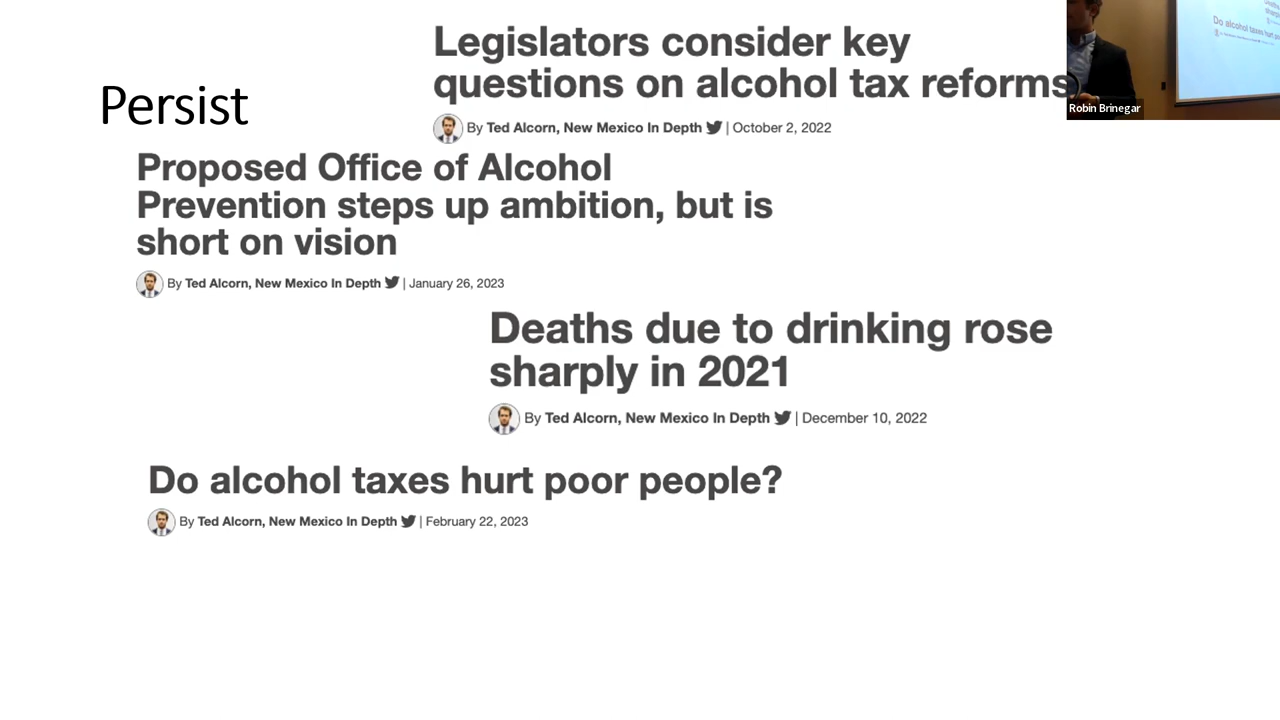 Legislators consider key
questions on alcohol tax reforms
Persist
By Ted Alcorn, New Mexico In Depth | October 2, 2022
Proposed Office of Alcohol
Prevention steps up ambition, but is
short on vision
By Ted Alcorn, New Mexico In Depth | January 26, 2023
Deaths due to drinking rose
sharply in 2021
By Ted Alcorn, New Mexico In Depth | December 10, 2022
Do alcohol taxes hurt poor people?
By Ted Alcorn, New Mexico In Depth | February 22, 2023
Do alcohol taxes hurt
Robin Brinegar